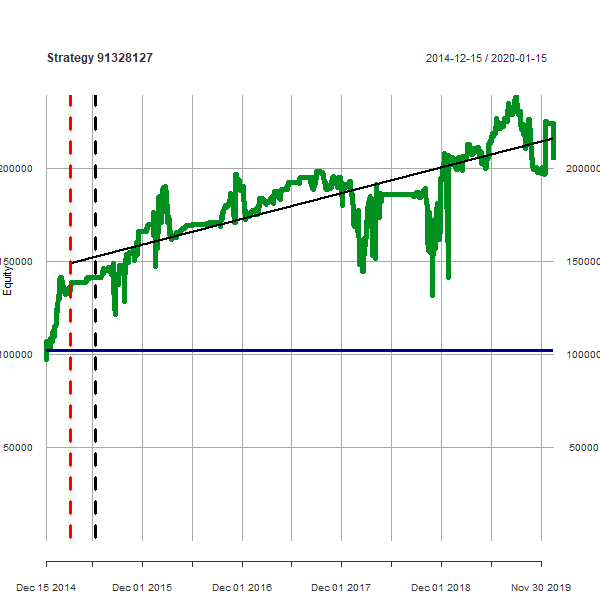 Strategy 91328127
2014-12-15 / 2020-01-15
200000
200000
150000
150000
Equity
100000
100000
50000
50000
Dec 15 2014
Dec 01 2015
Dec 01 2016
Dec 01 2017
Dec 01 2018
Nov 30 2019